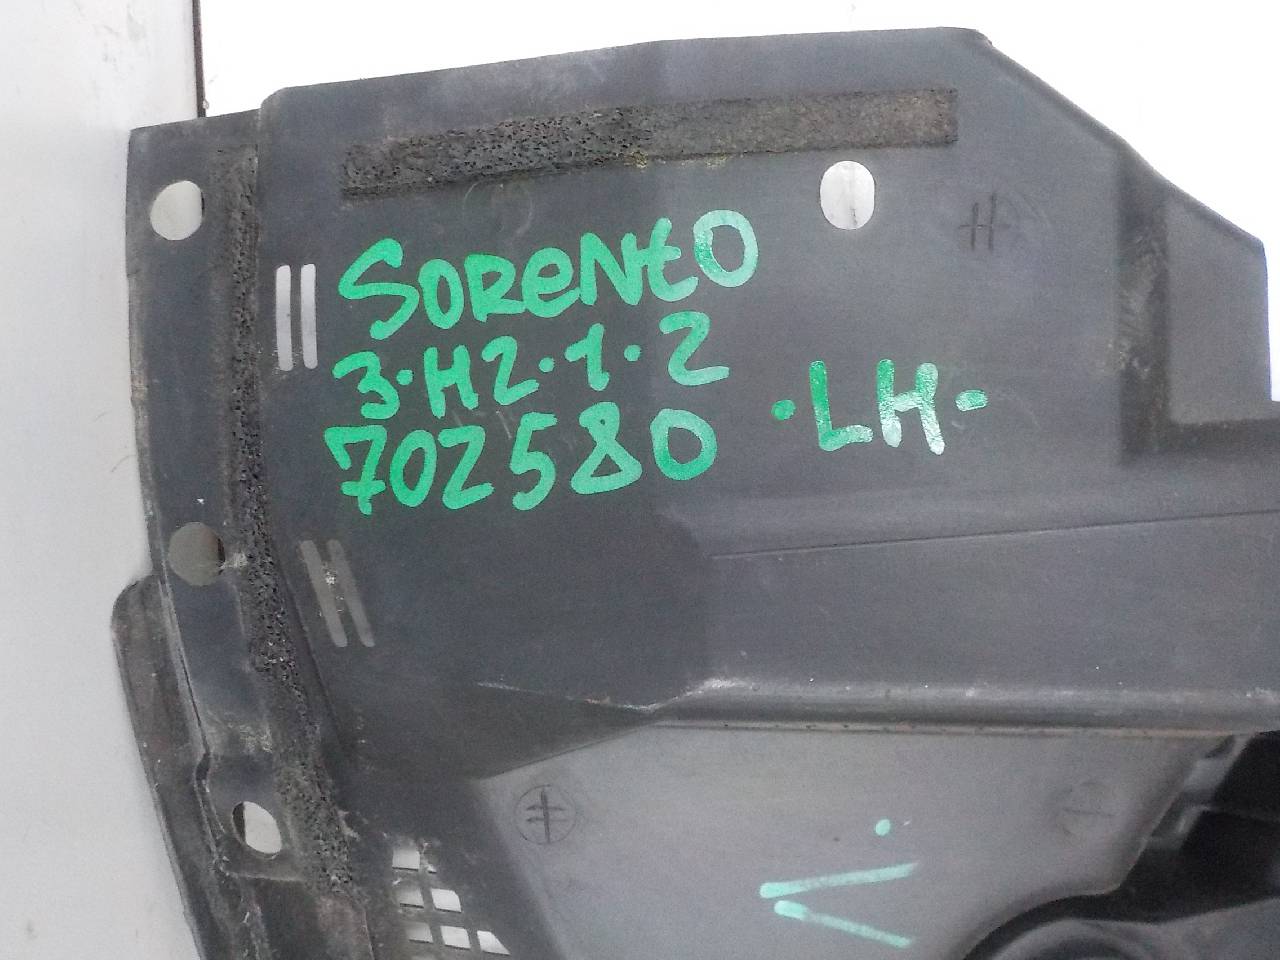 SORENtO
3·H2·1·2
702580
·LH·